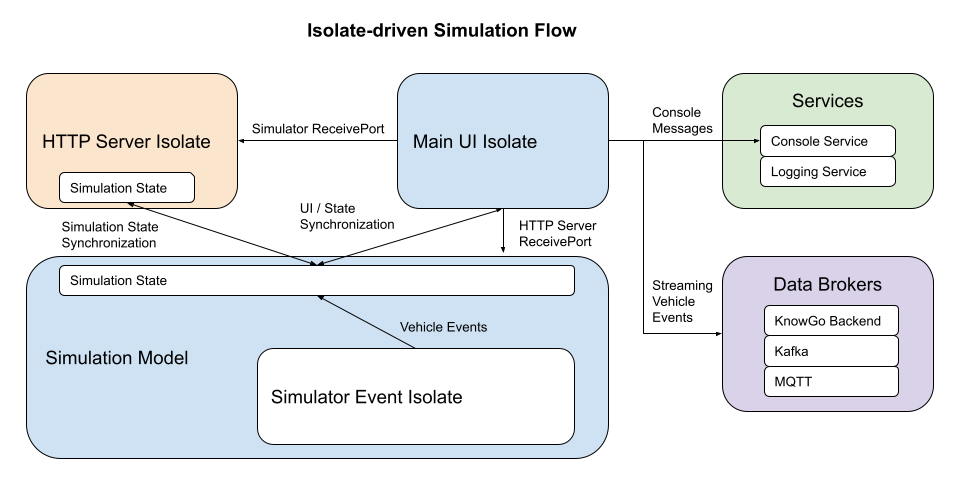 Isolate-driven Simulation Flow
HTTP Server Isolate
Simulation State
Simulator ReceivePort
Main UI Isolate
Console
Messages
Services
Console Service
Logging Service
Simulation State
Synchronization
UI / State
Synchronization
HTTP Server
ReceivePort
Simulation State
Vehicle Events
Simulation Model
Simulator Event Isolate
Streaming
Vehicle
Events
Data Brokers
KnowGo Backend
Kafka
MQTT